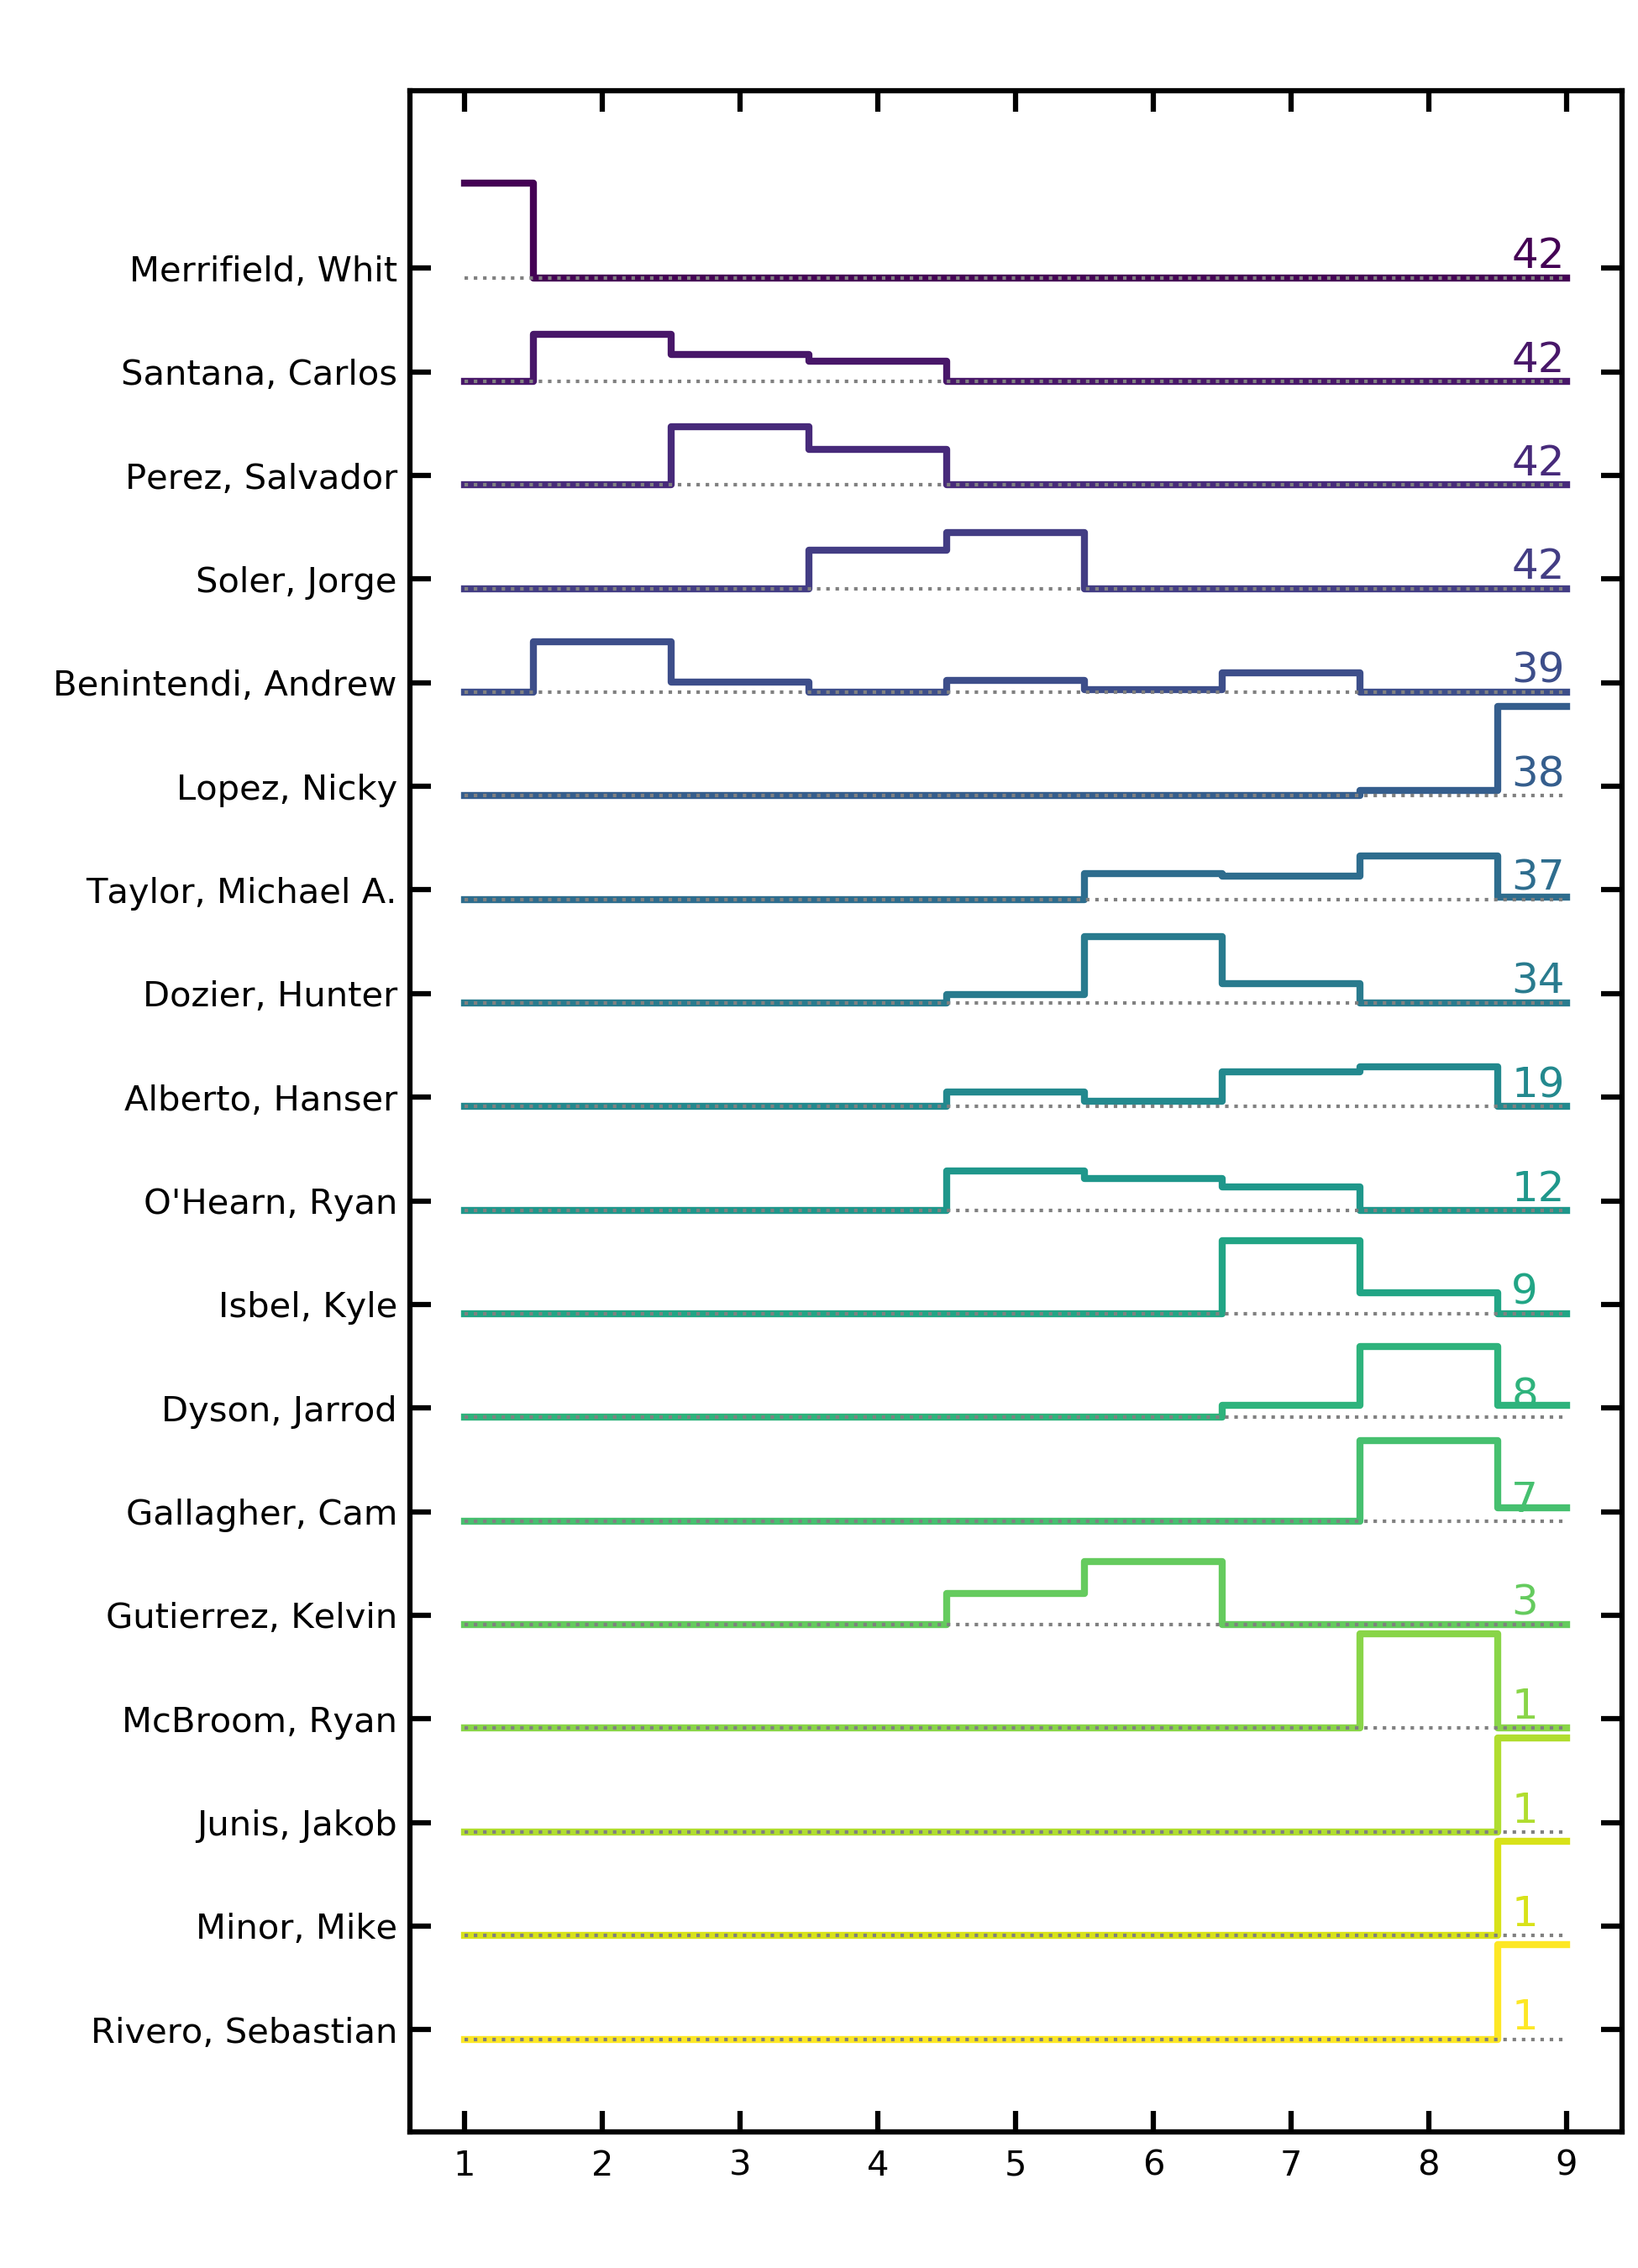 Merrifield, Whit 42
Santana, Carlos 42
Perez, Salvador 42
Soler, Jorge 42
Benintendi, Andrew 39
Lopez, Nicky 38
Taylor, Michael A. 37
Dozier, Hunter 34
Alberto, Hanser 19
O'Hearn, Ryan 12
Isbel, Kyle 9
Dyson, Jarrod 8
Gallagher, Cam 7
Gutierrez, Kelvin 3
McBroom, Ryan 1
Junis, Jakob 1
Minor, Mike 1
Rivero, Sebastian 1
1 2 3 4 5 6 7 8 9